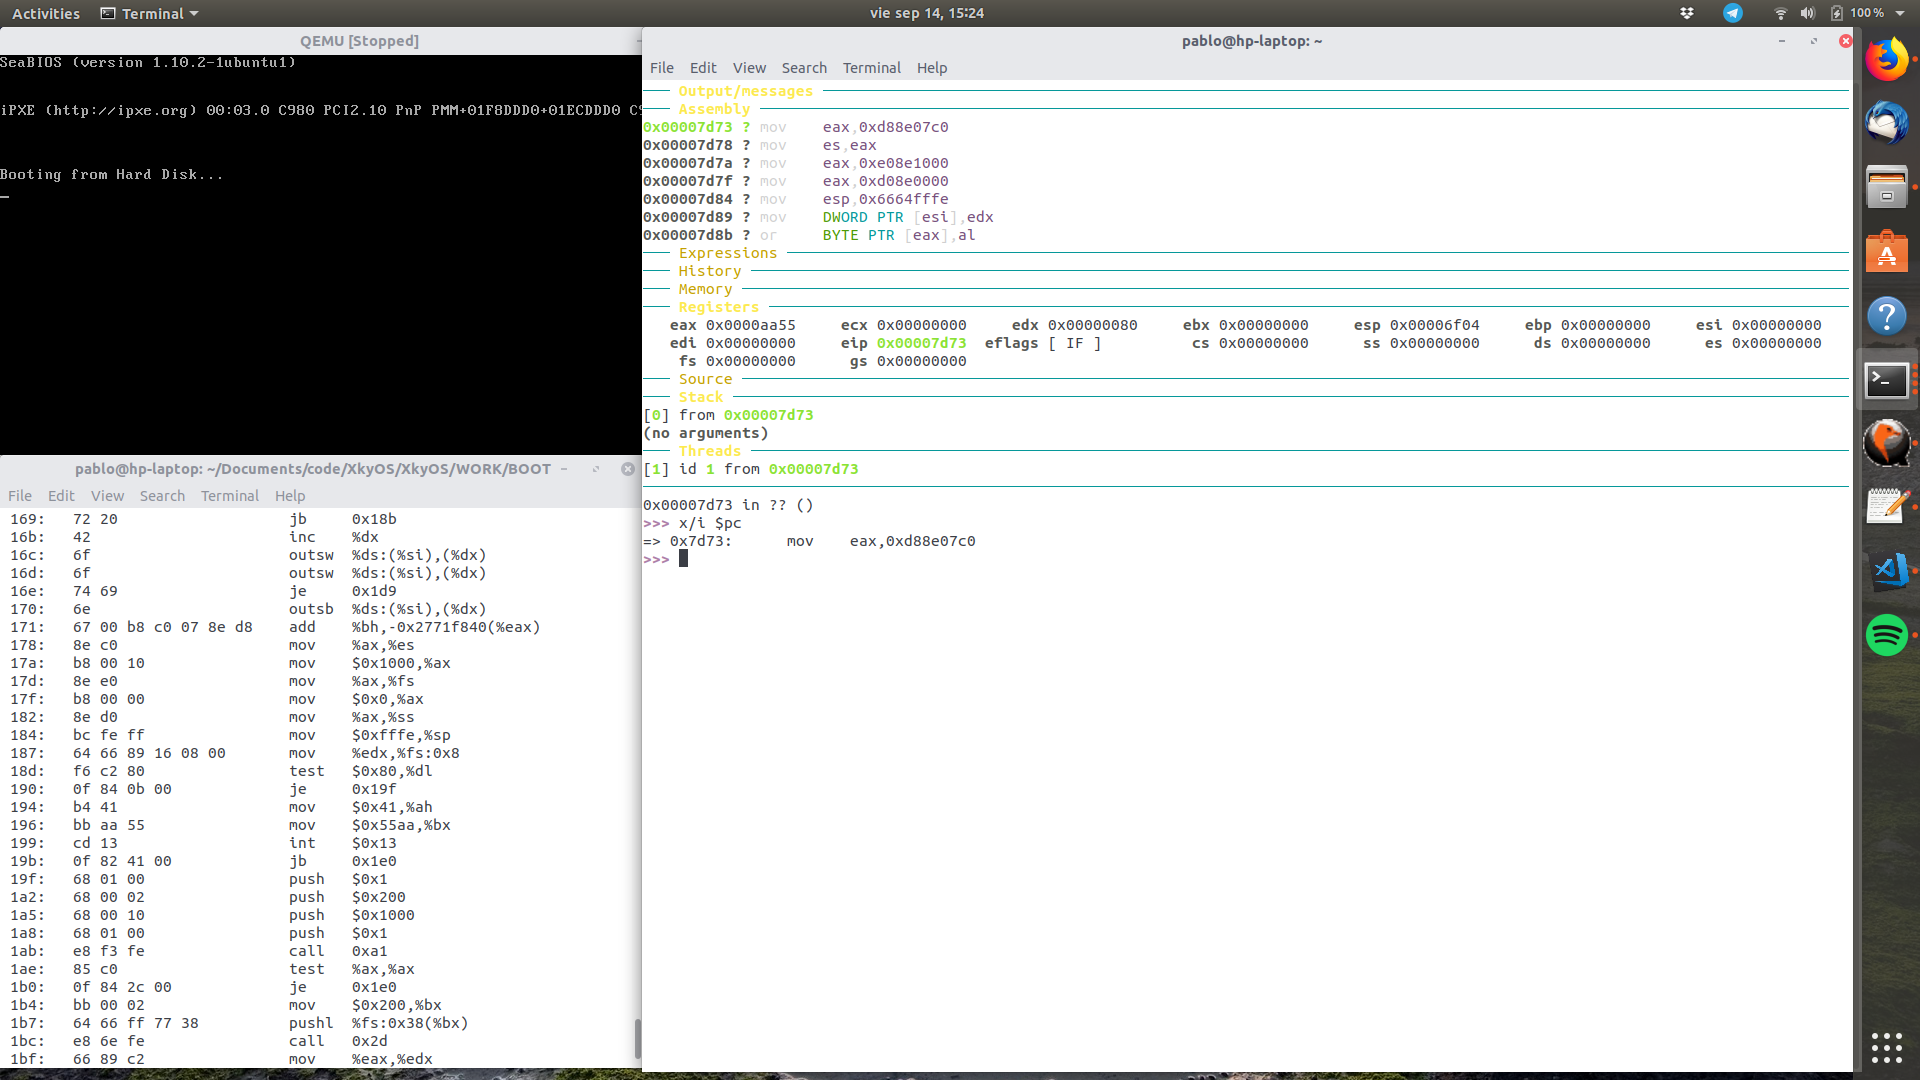 Activities Terminal vie sep 14, 15:24 100%
QEMU [Stopped]
SeaBIOS (version 1.10.2-1ubuntu1)
iPXE (http://ipxe.org) 00:03.0 C980 PCI2.10 PnP PMM+01F8DDD0+01ECDDD0 C9
Booting from Hard Disk...
pablo@hp-laptop: ~/Documents/code/XkyOS/XkyOS/WORK/BOOT
File Edit View Search Terminal Help
169: 72 20 jb 0x18b
16b: 42 inc %dx
16c: 6f outsw %ds:(%si),(%dx)
16d: 6f outsw %ds:(%si),(%dx)
16e: 74 69 je 0x1d9
170: 6e outsb %ds:(%si),(%dx)
171: 67 00 b8 c0 07 8e d8 add %bh,-0x2771f840(%eax)
178: 8e c0 mov %ax,%es
17a: b8 00 10 mov $0x1000,%ax
17d: 8e e0 mov %ax,%fs
17f: b8 00 00 mov $0x0,%ax
182: 8e d0 mov %ax,%ss
184: bc fe ff mov $0xfffe,%sp
187: 64 66 89 16 08 00 mov %edx,%fs:0x8
18d: f6 c2 80 test $0x80,%dl
190: 0f 84 0b 00 je 0x19f
194: b4 41 mov $0x41,%ah
196: bb aa 55 mov $0x55aa,%bx
199: cd 13 int $0x13
19b: 0f 82 41 00 jb 0x1e0
19f: 68 01 00 push $0x1
1a2: 68 00 02 push $0x200
1a5: 68 00 10 push $0x1000
1a8: 68 01 00 push $0x1
1ab: e8 f3 fe call 0xa1
1ae: 85 c0 test %ax,%ax
1b0: 0f 84 2c 00 je 0x1e0
1b4: bb 00 02 mov $0x200,%bx
1b7: 64 66 ff 77 38 pushl %fs:0x38(%bx)
1bc: e8 6e fe call 0x2d
1bf: 66 89 c2 mov %eax,%edx
pablo@hp-laptop: ~
File Edit View Search Terminal Help
Output/messages
Assembly
0x00007d73 ? mov eax,0xd88e07c0
0x00007d78 ? mov es,eax
0x00007d7a ? mov eax,0xe08e1000
0x00007d7f ? mov eax,0xd08e0000
0x00007d84 ? mov esp,0x6664fffe
0x00007d89 ? mov DWORD PTR [esi],edx
0x00007d8b ? or BYTE PTR [eax],al
Expressions
History
Memory
Registers
eax 0x0000aa55 ecx 0x00000000 edx 0x00000080 ebx 0x00000000 esp 0x00006f04 ebp 0x00000000 esi 0x00000000
edi 0x00000000 eip 0x00007d73 eflags [ IF ] cs 0x00000000 ss 0x00000000 ds 0x00000000 es 0x00000000
fs 0x00000000 gs 0x00000000
Source
Stack
[0] from 0x00007d73
(no arguments)
Threads
[1] id 1 from 0x00007d73
0x00007d73 in ?? ()
>>> x/i $pc
=> 0x7d73: mov eax,0xd88e07c0
>>>